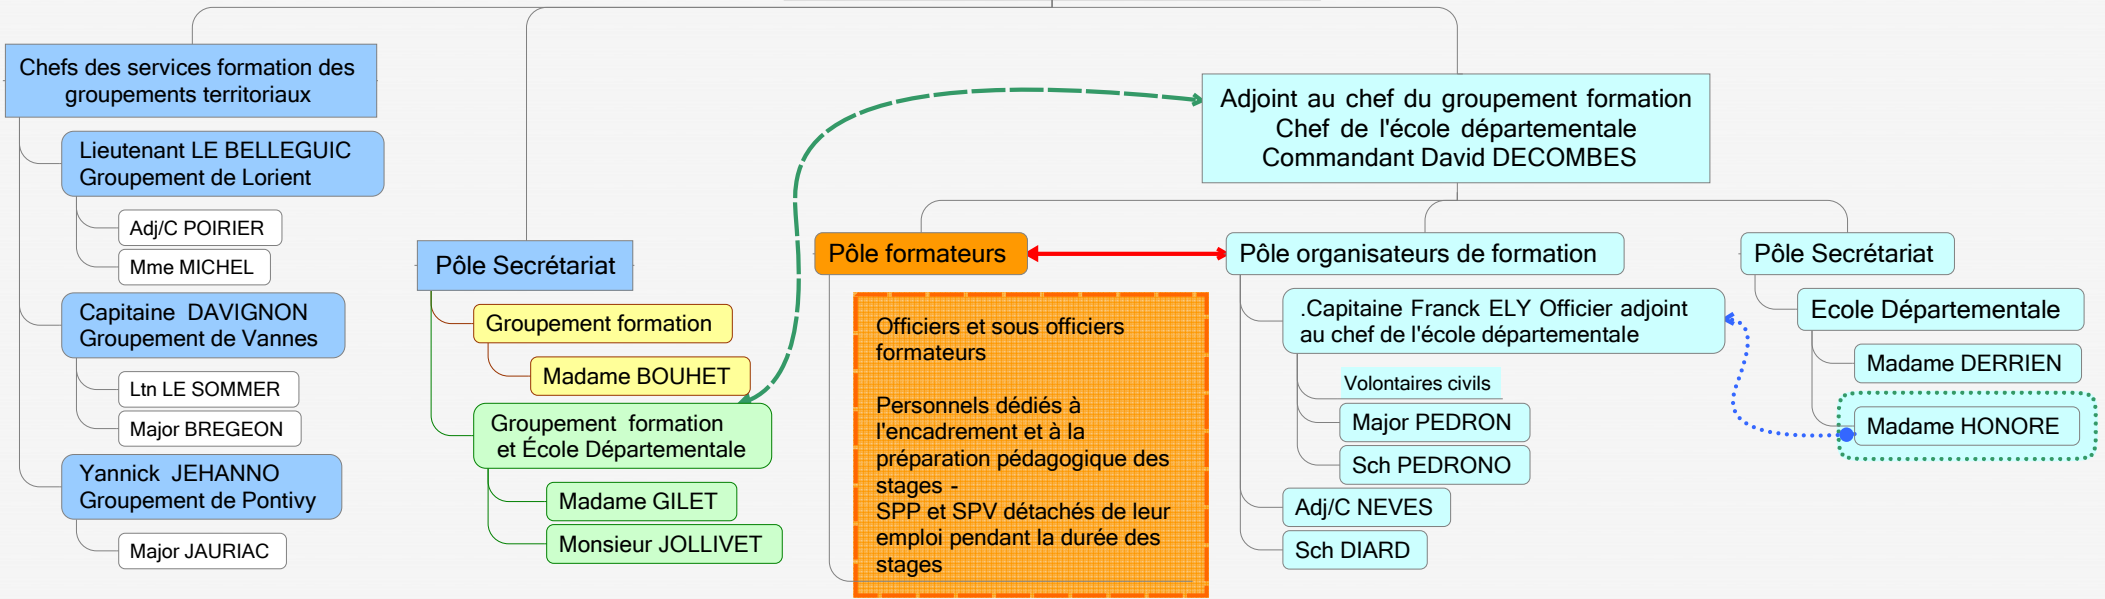 Chefs des services formation des
groupements territoriaux
Lieutenant LE BELLEGUIC
Groupement de Lorient
Adj/C POIRIER
Mme MICHEL
Capitaine DAVIGNON
Groupement de Vannes
Ltn LE SOMMER
Major BREGEON
Yannick JEHANNO
Groupement de Pontivy
Major JAURIAC
Pôle Secrétariat
Groupement formation
Madame BOUHET
Groupement formation
et École Départementale
Madame GILET
Monsieur JOLLIVET
Adjoint au chef du groupement formation
Chef de l'école départementale
Commandant David DECOMBES
Pôle formateurs
Officiers et sous officiers
formateurs
Personnels dédiés à
l'encadrement et à la
préparation pédagogique des
stages -
SPP et SPV détachés de leur
emploi pendant la durée des
stages
Pôle organisateurs de formation
.Capitaine Franck ELY Officier adjoint
au chef de l'école départementale
Volontaires civils
Major PEDRON
Sch PEDRONO
Adj/C NEVES
Sch DIARD
Pôle Secrétariat
Ecole Départementale
Madame DERRIEN
Madame HONORE